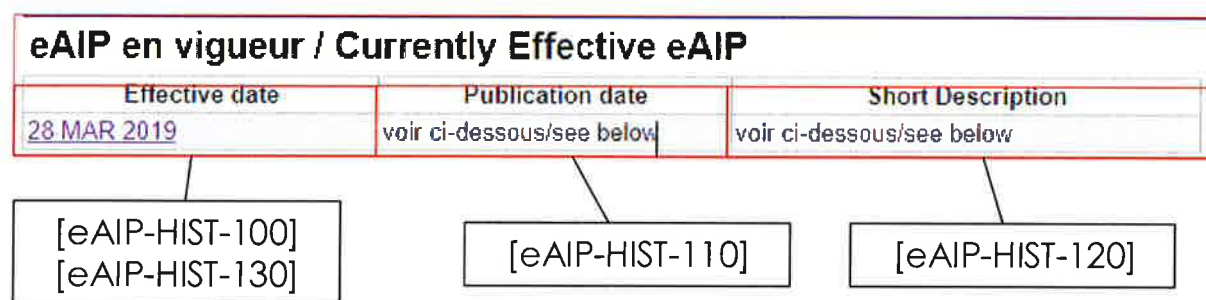 eAIP en vigueur / Currently Effective eAIP
Effective date Publication date Short Description
28 MAR 2019 voir ci-dessous/see below voir ci-dessous/see below
[eAIP-HIST-100] [eAIP-HIST-110] [eAIP-HIST-120]
[eAIP-HIST-130]